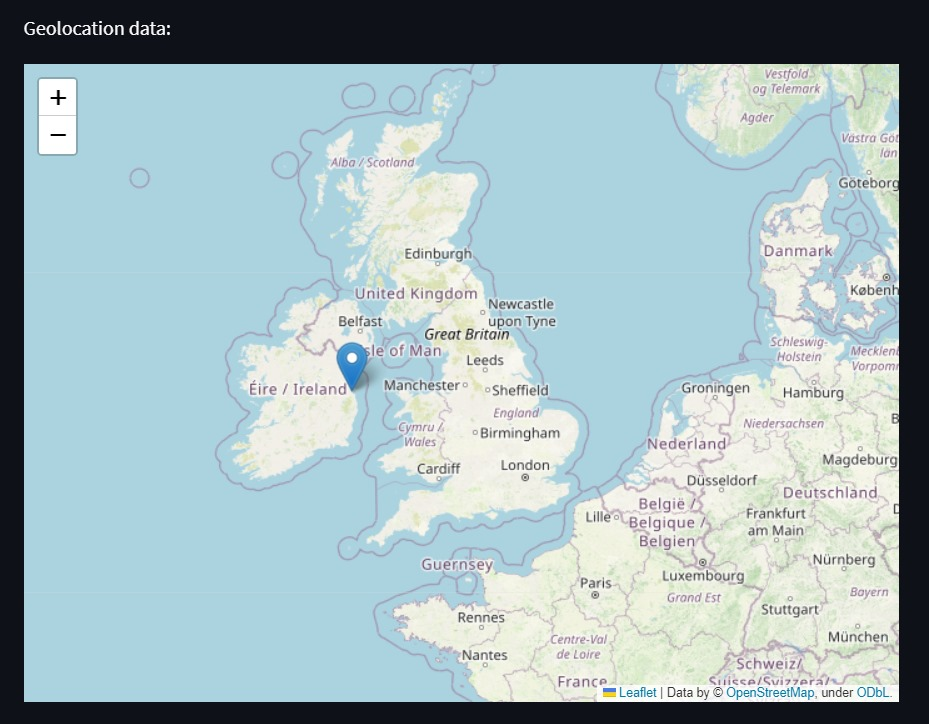 Geolocation data:
+
−
Vestfold
og Telemark
Agder
Västra Göt
län
Alba / Scotland
Göteborg
Edinburgh
Danmark
United Kingdom
Københ
Newcastle
upon Tyne
Belfast
Great Britain
sle of Man
Leeds
Schleswig-
Holstein
Mecklenb
Vorpomm
Éire / Ireland
Manchester
Sheffield
Groningen
Hamburg
England
Cymru /
Wales
Birmingham
Nederland
Niedersachsen
B
Cardiff
London
Magdeburg
Düsseldorf
België /
Belgique /
Belgien
Deutschland
Lille
Frankfurt
am Main
D
Guernsey
Luxembourg
Nürnberg
Paris
Grand Est
Bayern
Rennes
Stuttgart
Centre-Val
de Loire
München
Nantes
Schweiz/
Suisse/Svizzera/
France
Leaflet | Data by © OpenStreetMap, under ODbL.